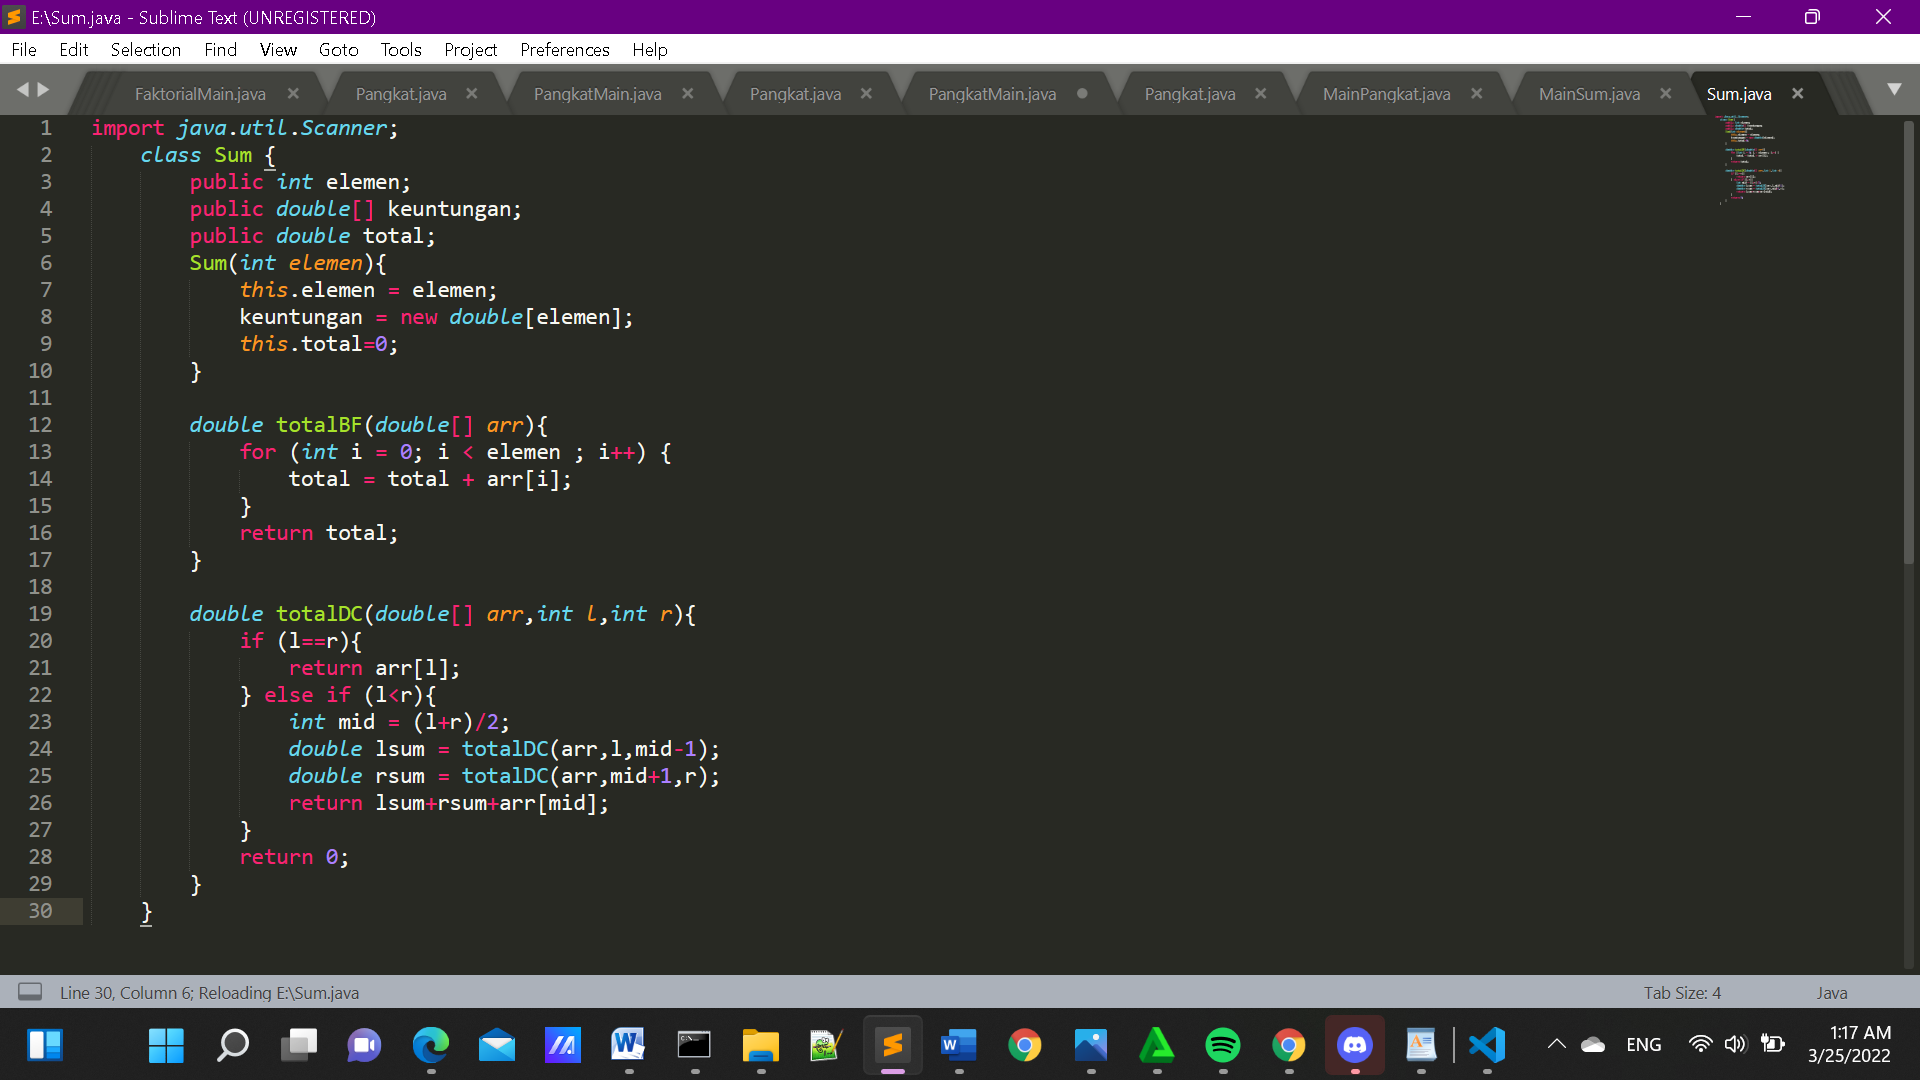 E:\Sum.java - Sublime Text (UNREGISTERED)
File Edit Selection Find View Goto Tools Project Preferences Help
FaktorialMain.java Pangkat.java PangkatMain.java Pangkat.java PangkatMain.java Pangkat.java MainPangkat.java MainSum.java Sum.java
1 import java.util.Scanner;
2 class Sum {
3 public int elemen;
4 public double[] keuntungan;
5 public double total;
6 Sum(int elemen){
7 this.elemen = elemen;
8 keuntungan = new double[elemen];
9 this.total=0;
10 }
11
12 double totalBF(double[] arr){
13 for (int i = 0; i < elemen ; i++) {
14 total = total + arr[i];
15 }
16 return total;
17 }
18
19 double totalDC(double[] arr,int l,int r){
20 if (l==r){
21 return arr[l];
22 } else if (l<r){
23 int mid = (l+r)/2;
24 double lsum = totalDC(arr,l,mid-1);
25 double rsum = totalDC(arr,mid+1,r);
26 return lsum+rsum+arr[mid];
27 }
28 return 0;
29 }
30 }
Line 30, Column 6; Reloading E:\Sum.java Tab Size: 4 Java
ENG 1:17 AM
3/25/2022